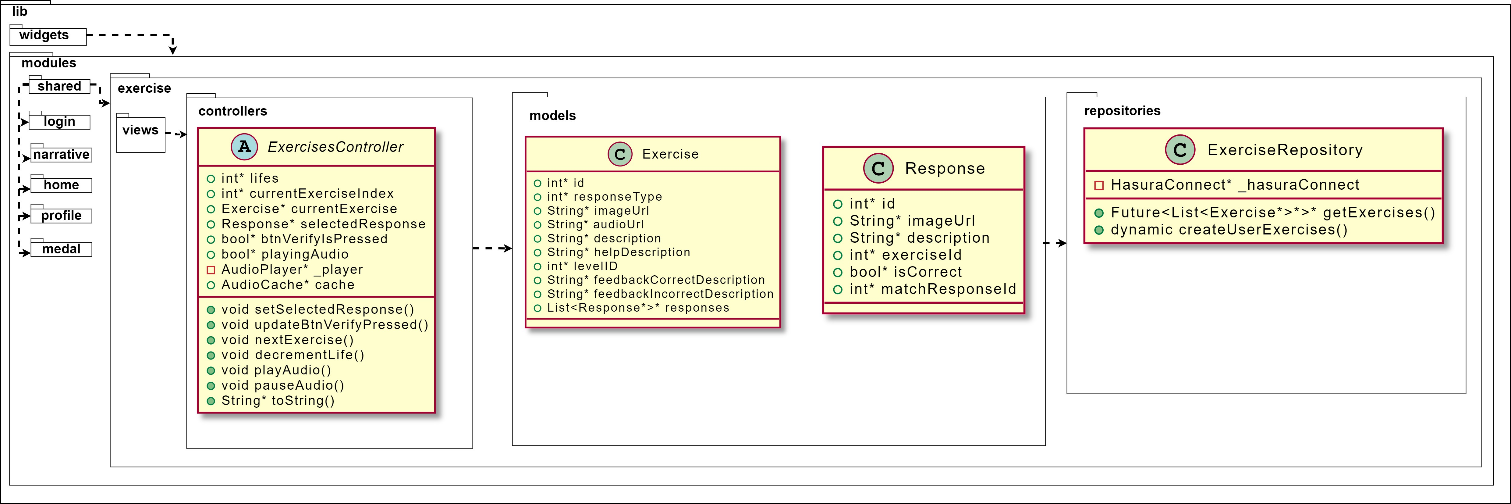 lib
widgets
modules
shared
login
narrative
home
profile
medal
exercise
views
controllers
A ExercisesController
int* lifes
int* currentExerciseIndex
Exercise* currentExercise
Response* selectedResponse
bool* btnVerifyIsPressed
bool* playingAudio
AudioPlayer* _player
AudioCache* cache
void setSelectedResponse()
void updateBtnVerifyPressed()
void nextExercise()
void decrementLife()
void playAudio()
void pauseAudio()
String* toString()
models
C Exercise
int* id
int* responseType
String* imageUrl
String* audioUrl
String* description
String* helpDescription
int* levelID
String* feedbackCorrectDescription
String* feedbackIncorrectDescription
List<Response*>* responses
C Response
int* id
String* imageUrl
String* description
int* exerciseId
bool* isCorrect
int* matchResponseId
repositories
C ExerciseRepository
HasuraConnect* _hasuraConnect
Future<List<Exercise*>*>* getExercises()
dynamic createUserExercises()